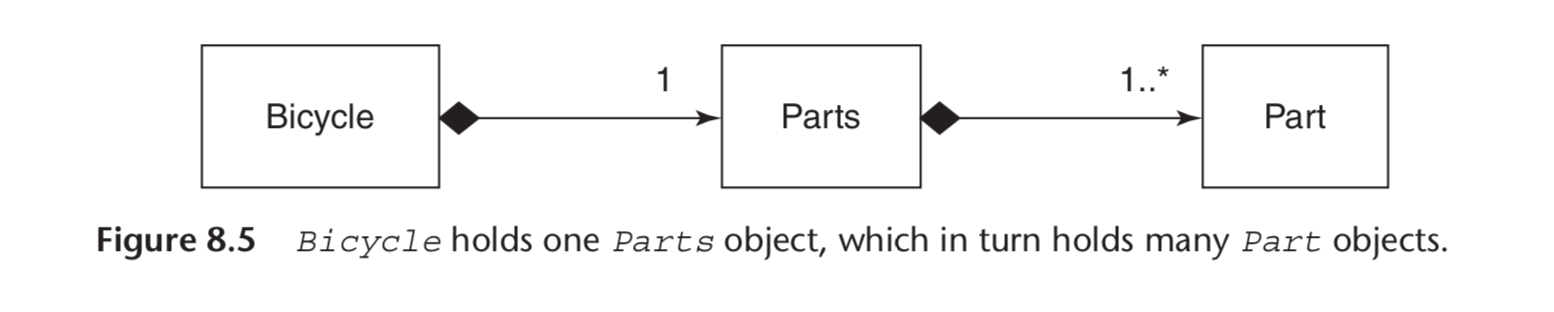 1 1..*
Bicycle Parts Part
Figure 8.5 Bicycle holds one Parts object, which in turn holds many Part objects.